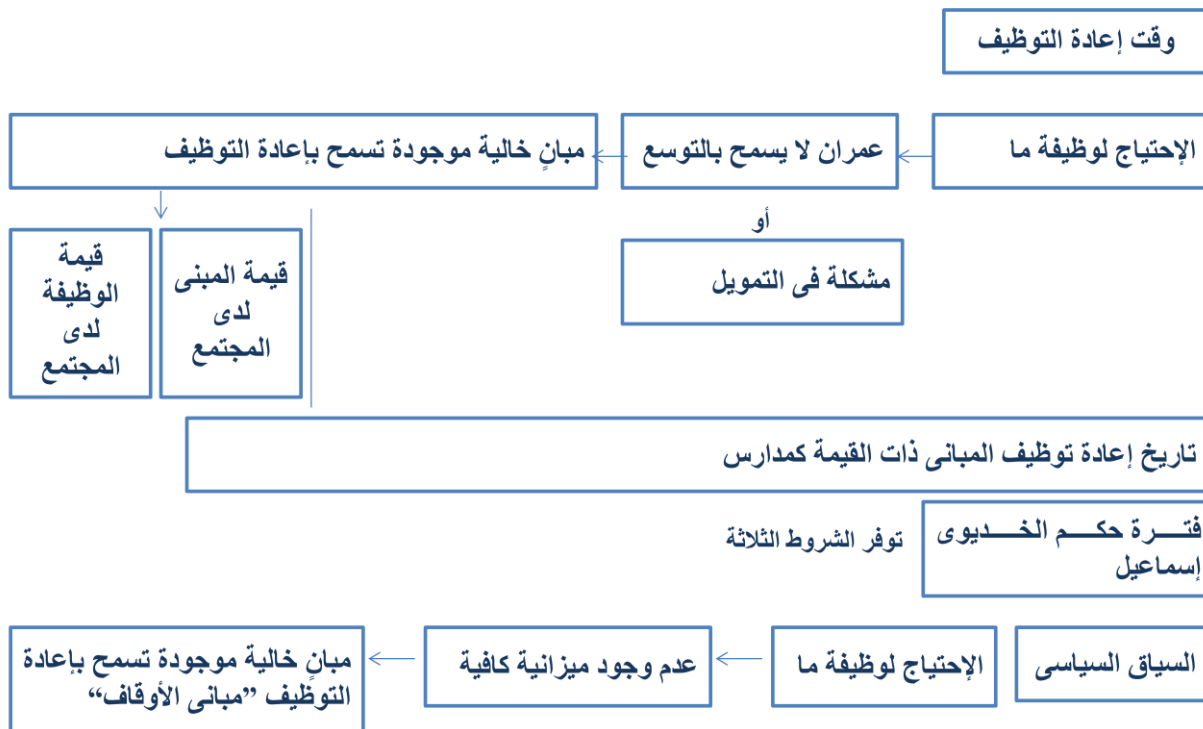 وقت إعادة التوظيف
الإحتياج لوظيفة ما
عمران لا يسمح بالتوسع
مبانٍ خالية موجودة تسمح بإعادة التوظيف
أو
مشكلة فى التمويل
قيمة المبنى
لدى
المجتمع
قيمة
الوظيفة
لدى
المجتمع
تاريخ إعادة توظيف المبانى ذات القيمة كمدارس
فتـــرة حكـــم الخـــديوى
إسماعيل
توفر الشروط الثلاثة
السياق السياسى
الإحتياج لوظيفة ما
عدم وجود ميزانية كافية
مبانٍ خالية موجودة تسمح بإعادة
التوظيف ”مبانى الأوقاف“